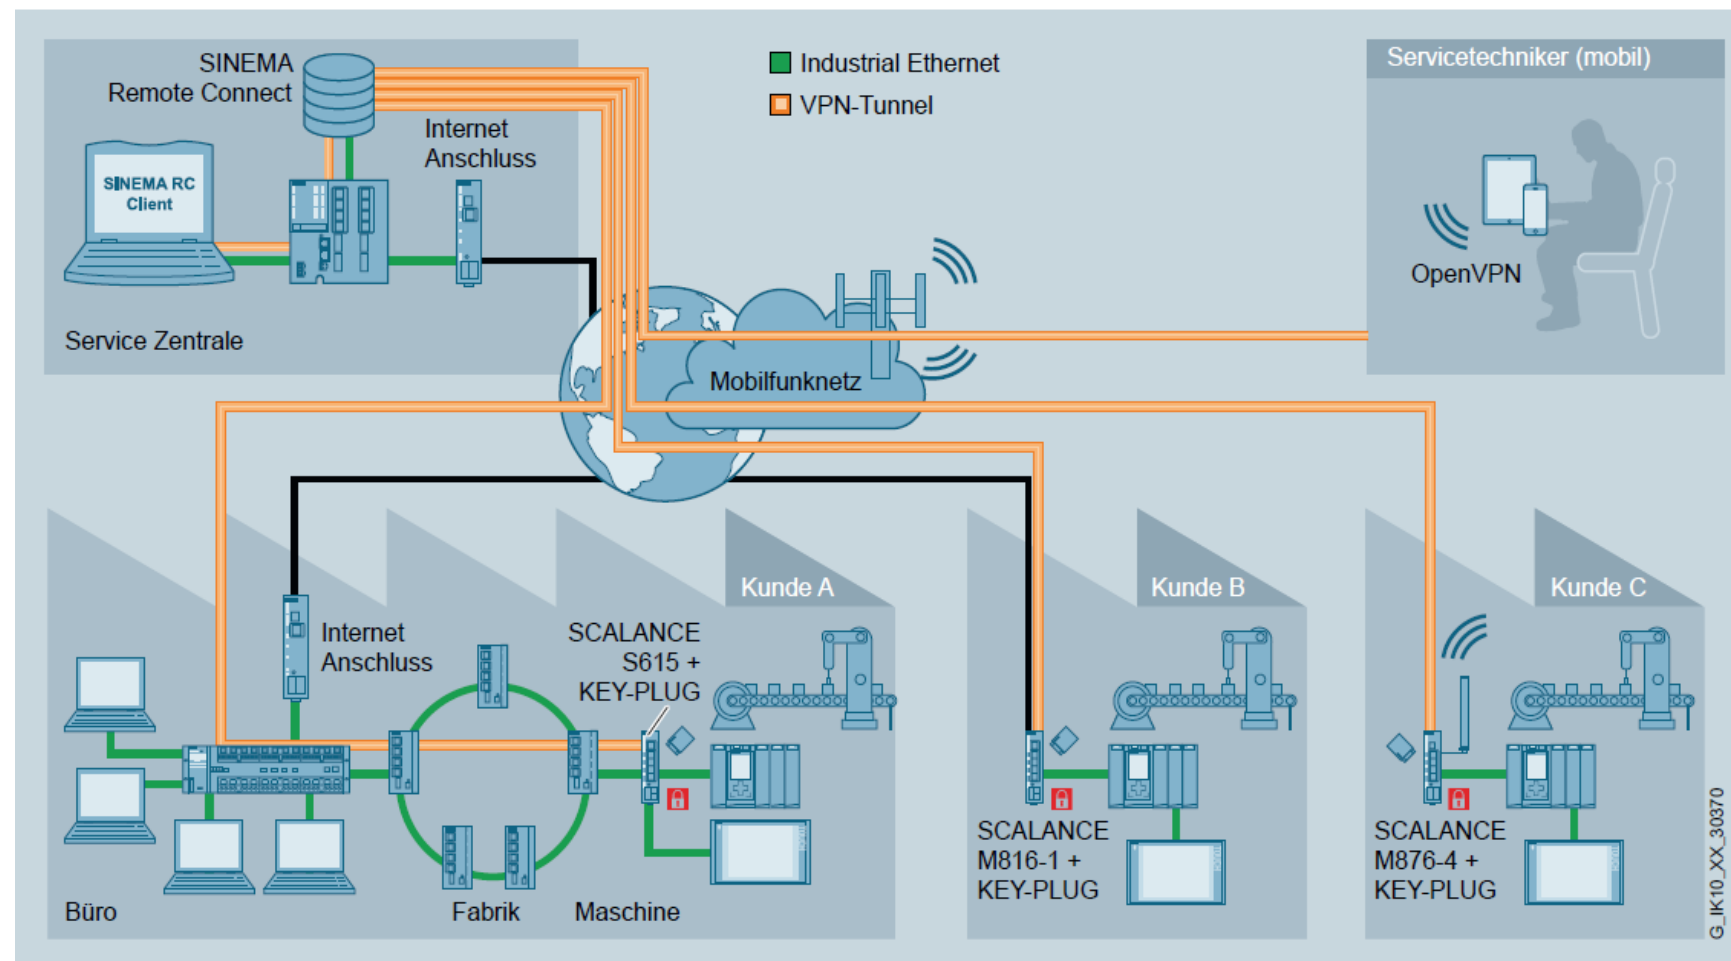 SINEMA
Remote Connect
Internet
Anschluss
SINEMA RC
Client
Service Zentrale
Industrial Ethernet
VPN-Tunnel
Servicetechniker (mobil)
OpenVPN
Mobilfunknetz
Kunde A
Internet
Anschluss
SCALANCE
S615 +
KEY-PLUG
Büro
Fabrik
Maschine
Kunde B
SCALANCE
M816-1 +
KEY-PLUG
Kunde C
SCALANCE
M876-4 +
KEY-PLUG
G_IK10_XX_30370